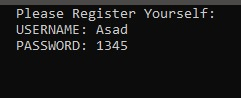 Please Register Yourself:
USERNAME: Asad
PASSWORD: 1345